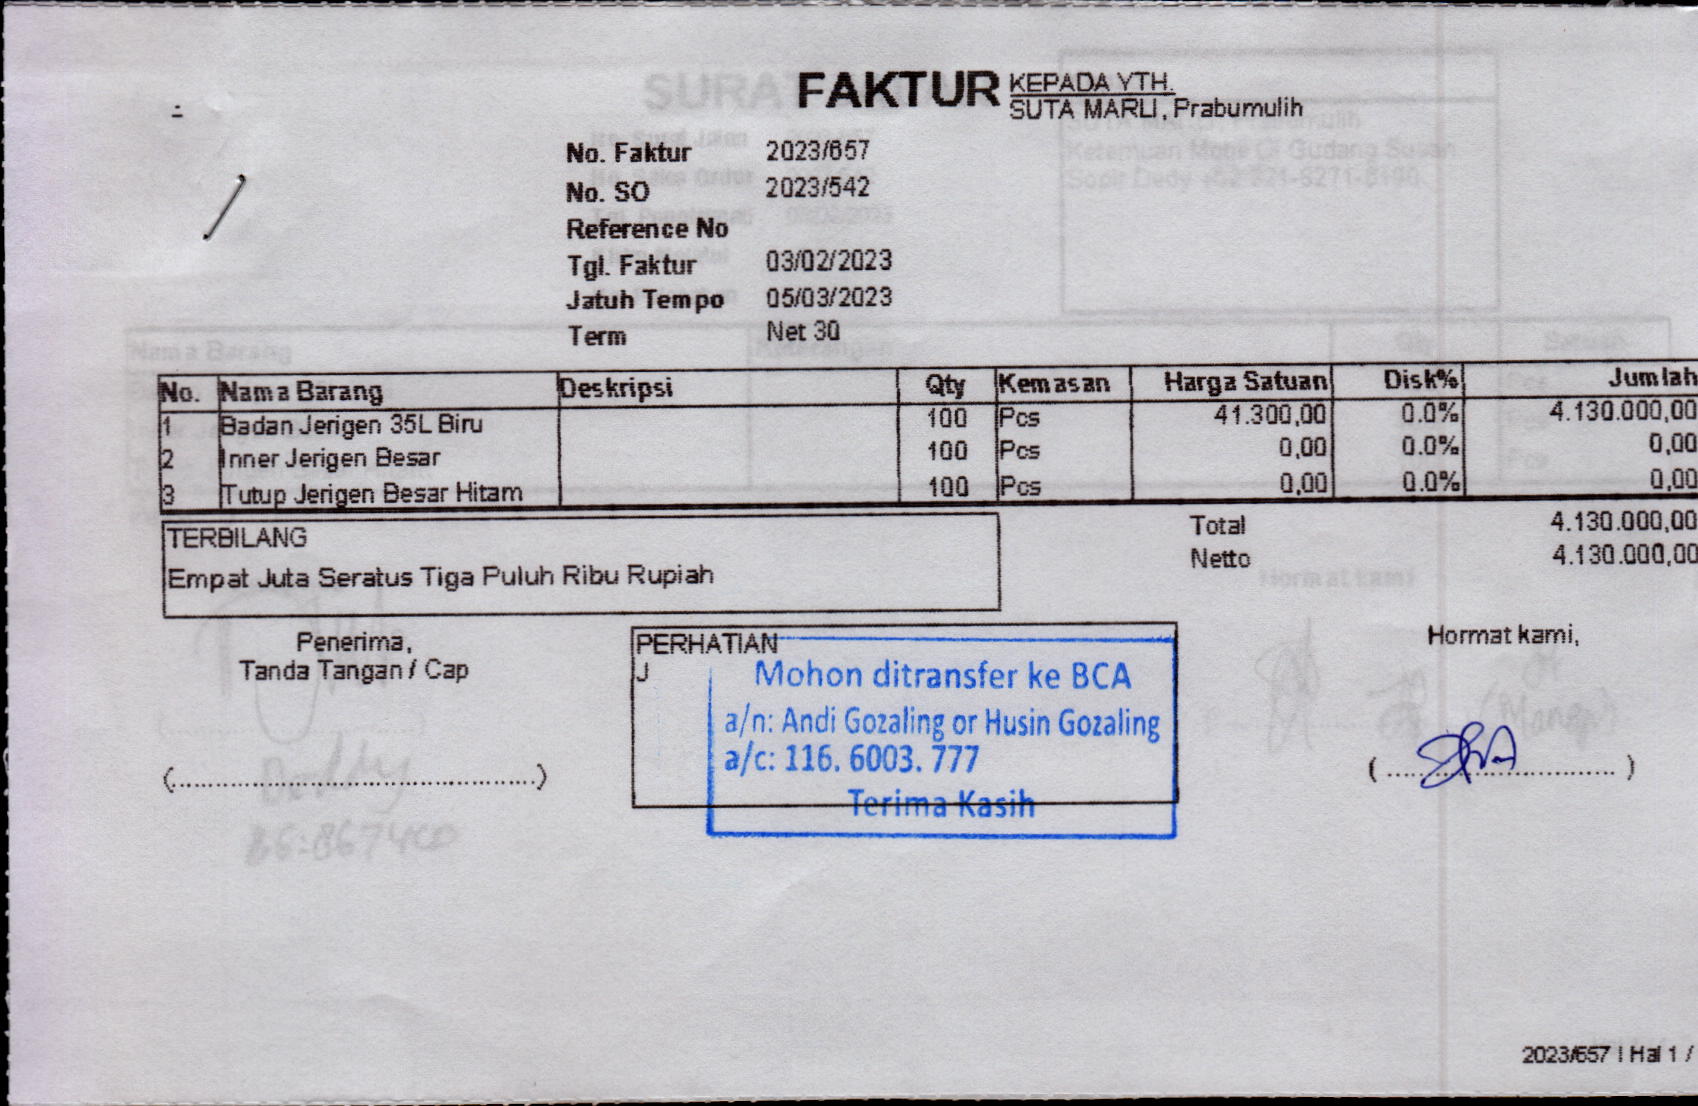 FAKTUR
KEPADA YTH.
SUTA MARLI, Prabumulih
No. Faktur 2023/657
No. SO 2023/542
Reference No
Tgl. Faktur 03/02/2023
Jatuh Tempo 05/03/2023
Term Net 30
No. Nama Barang Deskripsi Qty Kemasan Harga Satuan Disk% Jumlah
1 Badan Jerigen 35L Biru 100 Pcs 41.300,00 0.0% 4.130.000,00
2 Inner Jerigen Besar 100 Pcs 0,00 0.0% 0,00
3 Tutup Jerigen Besar Hitam 100 Pcs 0,00 0.0% 0,00
Total 4.130.000,00
Netto 4.130.000,00
TERBILANG
Empat Juta Seratus Tiga Puluh Ribu Rupiah
Penerima,
Tanda Tangan / Cap
(..................................................)
PERHATIAN
J
Mohon ditransfer ke BCA
a/n: Andi Gozaling or Husin Gozaling
a/c: 116. 6003. 777
Terima Kasih
Hormat kami,
( ........................................ )
2023/657 | Hal 1 /